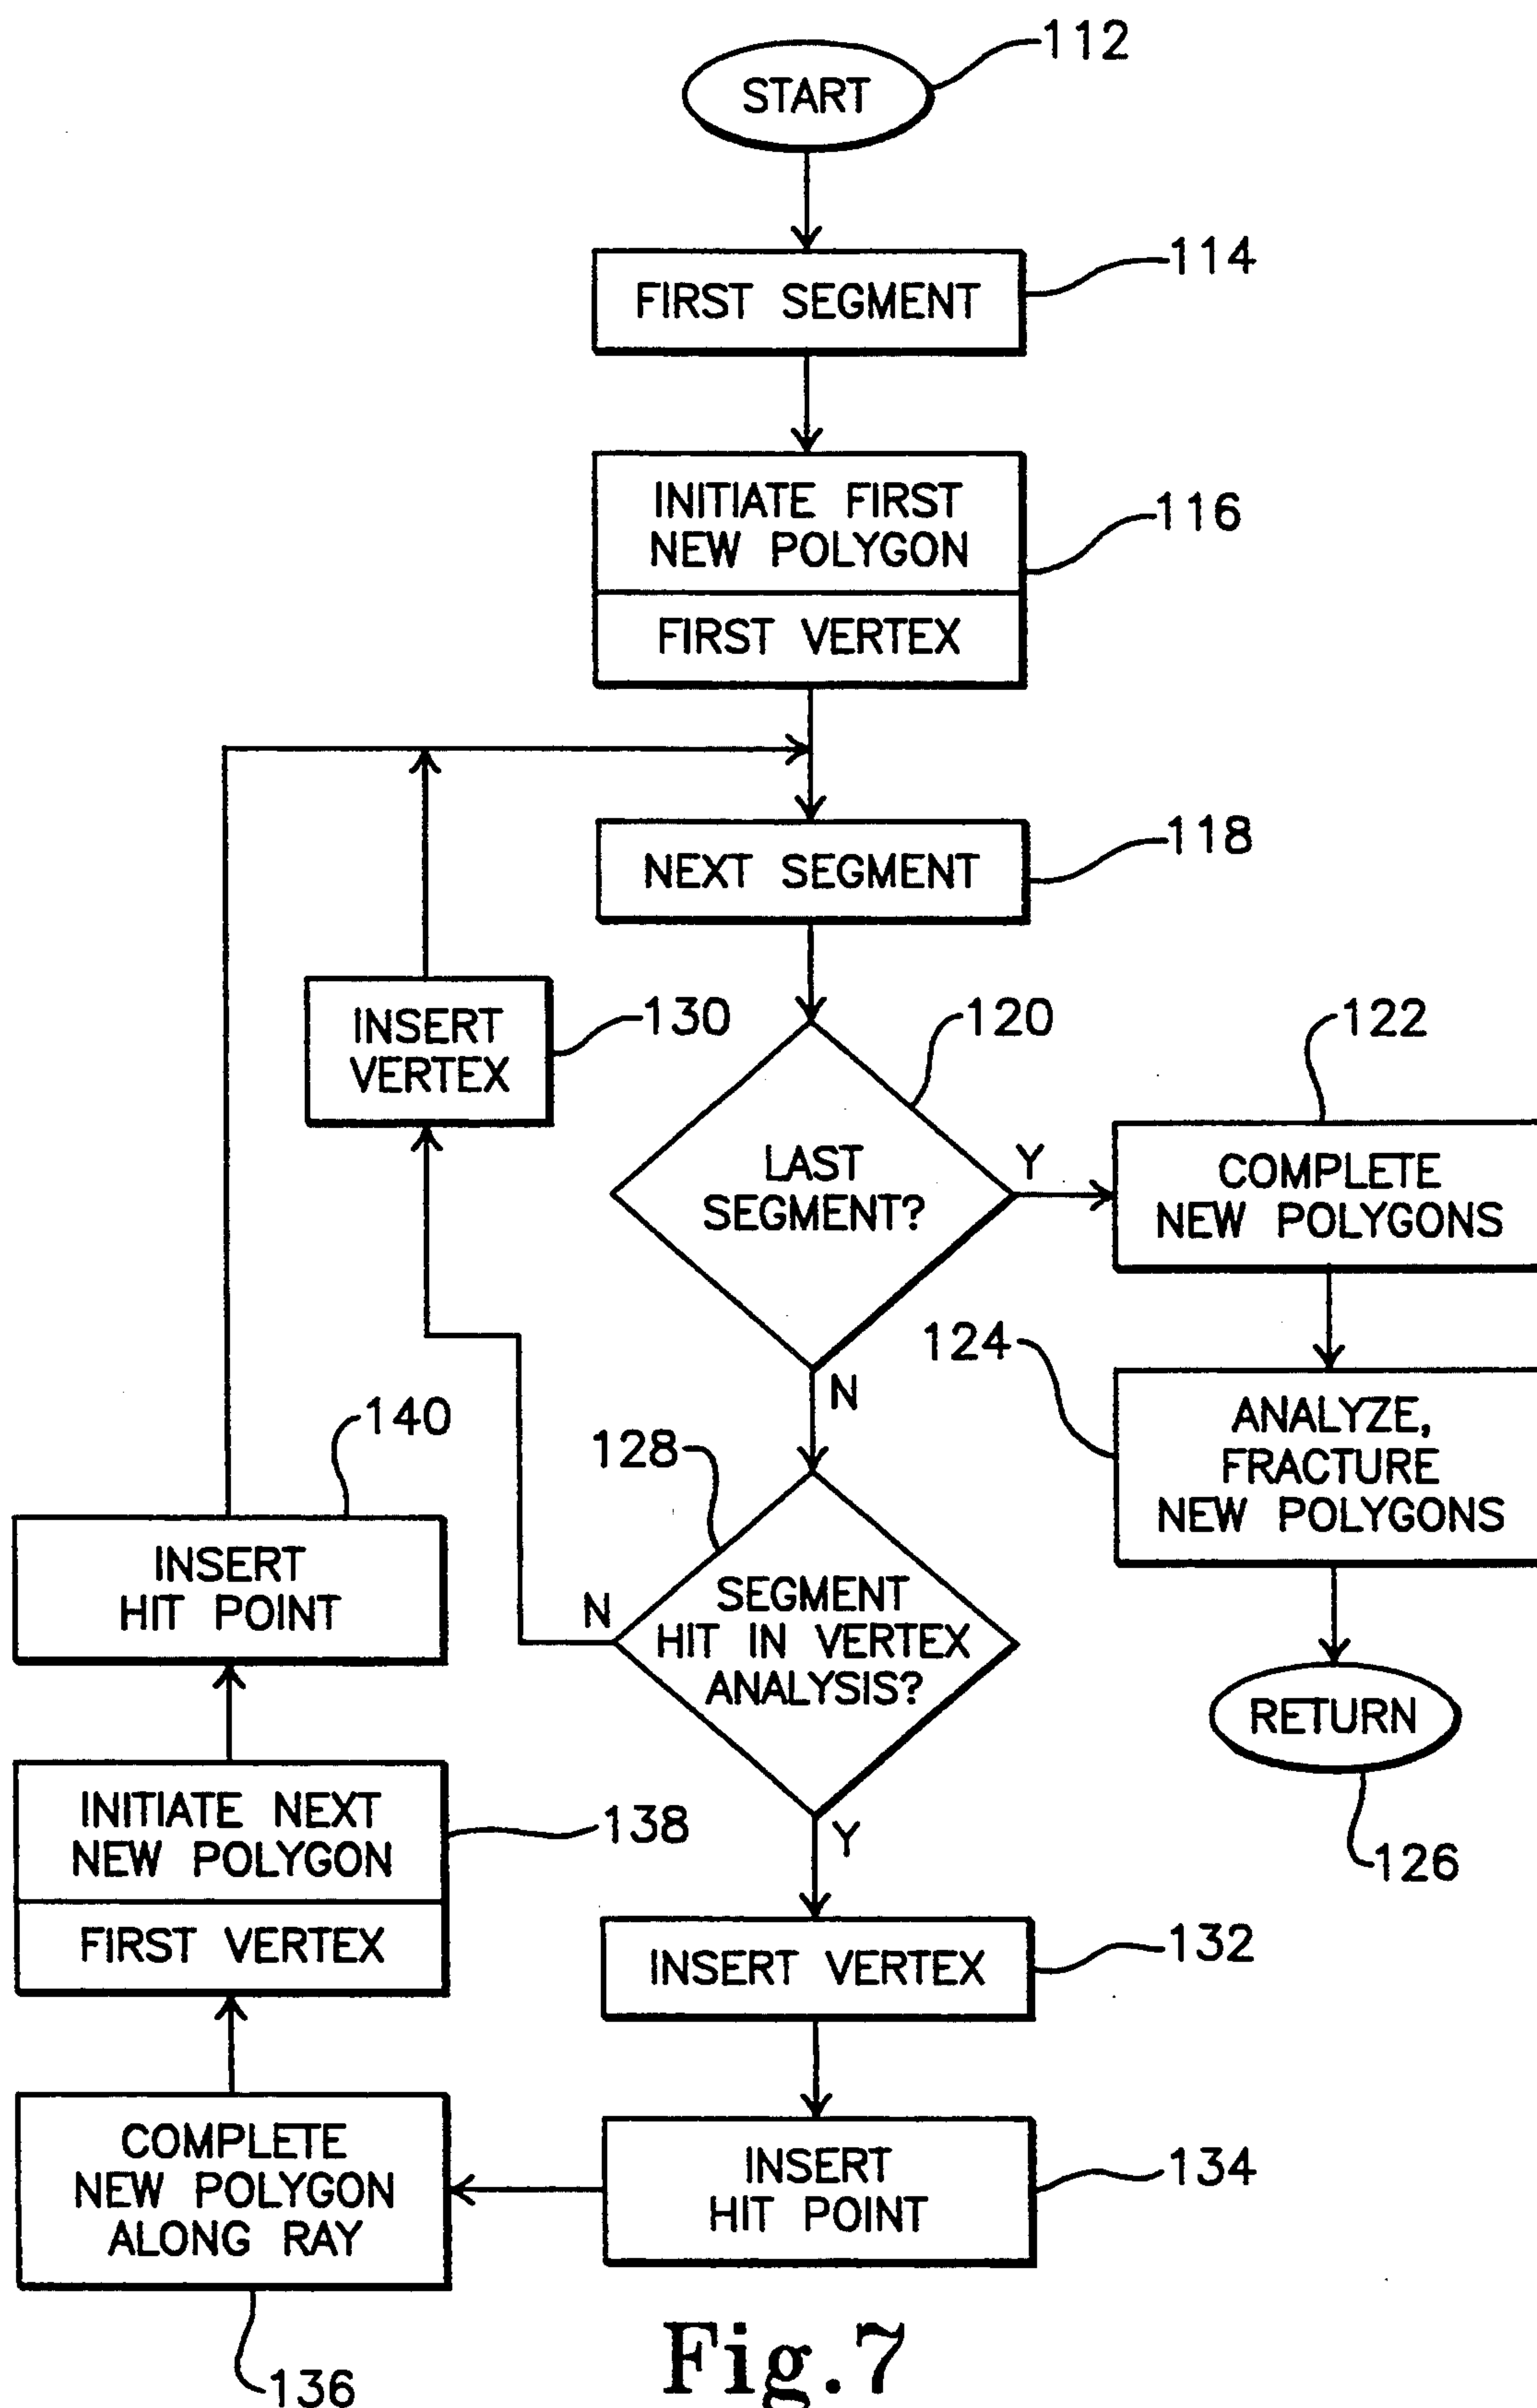 112
START
114
FIRST SEGMENT
116
INITIATE FIRST
NEW POLYGON
FIRST VERTEX
118
NEXT SEGMENT
130
INSERT
VERTEX
120
LAST
SEGMENT?
Y
N
122
COMPLETE
NEW POLYGONS
124
ANALYZE,
FRACTURE
NEW POLYGONS
RETURN
126
128
SEGMENT
HIT IN VERTEX
ANALYSIS?
N
Y
140
INSERT
HIT POINT
INITIATE NEXT
NEW POLYGON
FIRST VERTEX
138
INSERT VERTEX
132
INSERT
HIT POINT
134
COMPLETE
NEW POLYGON
ALONG RAY
136
Fig.7